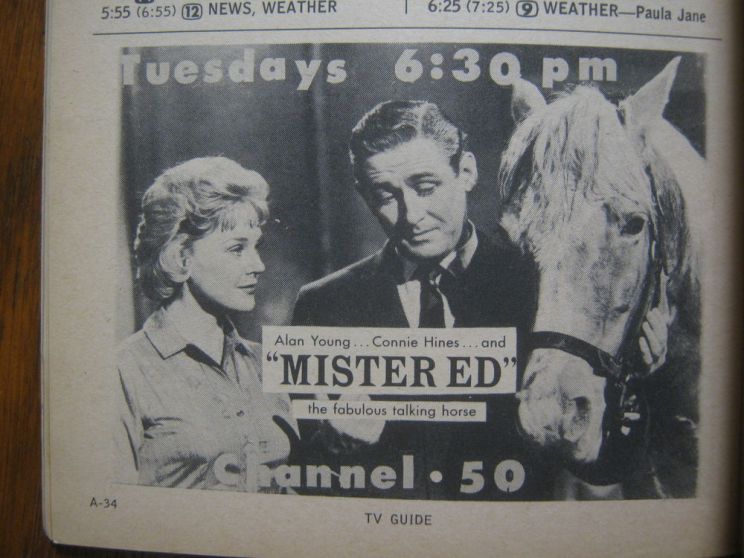 5:55 (6:55) 12 NEWS, WEATHER
6:25 (7:25) 9 WEATHER—Paula Jane
Tuesdays 6:30 pm
Alan Young... Connie Hines... and
"MISTER ED"
the fabulous talking horse
Channel • 50
A-34
TV GUIDE